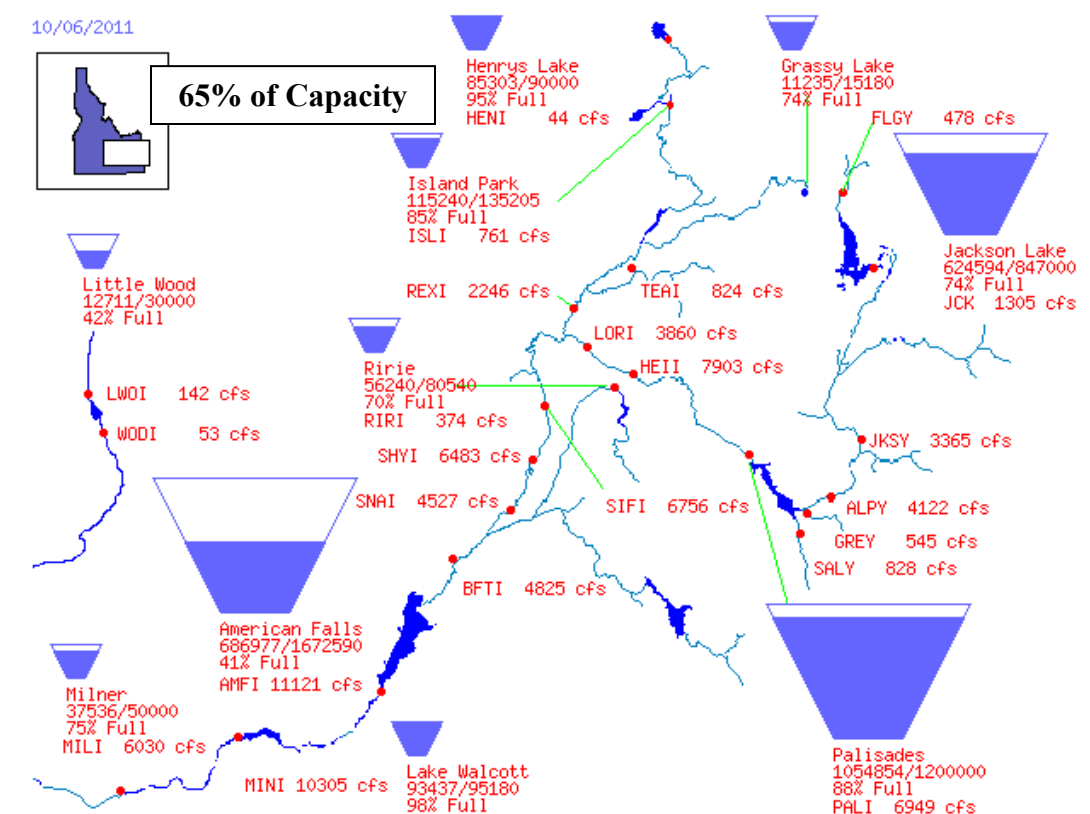 10/06/2011
65% of Capacity
Henrys Lake
85303/90000
95% Full
HENI 44 cfs
Grassy Lake
11235/15180
74% Full
FLGY 478 cfs
Island Park
115240/135205
85% Full
ISLI 761 cfs
Jackson Lake
624594/847000
74% Full
JCK 1305 cfs
Little Wood
12711/30000
42% Full
REXI 2246 cfs
TEAI 824 cfs
LORI 3860 cfs
HEII 7903 cfs
Ririe
56240/80540
70% Full
RIRI 374 cfs
LWOI 142 cfs
WODI 53 cfs
JKSY 3365 cfs
SHYI 6483 cfs
SNAI 4527 cfs
SIFI 6756 cfs
ALPY 4122 cfs
GREY 545 cfs
SALY 828 cfs
BFTI 4825 cfs
American Falls
686977/1672590
41% Full
AMFI 11121 cfs
Milner
37536/50000
75% Full
MILI 6030 cfs
MINI 10305 cfs
Lake Walcott
93437/95180
98% Full
Palisades
1054854/1200000
88% Full
PALI 6949 cfs